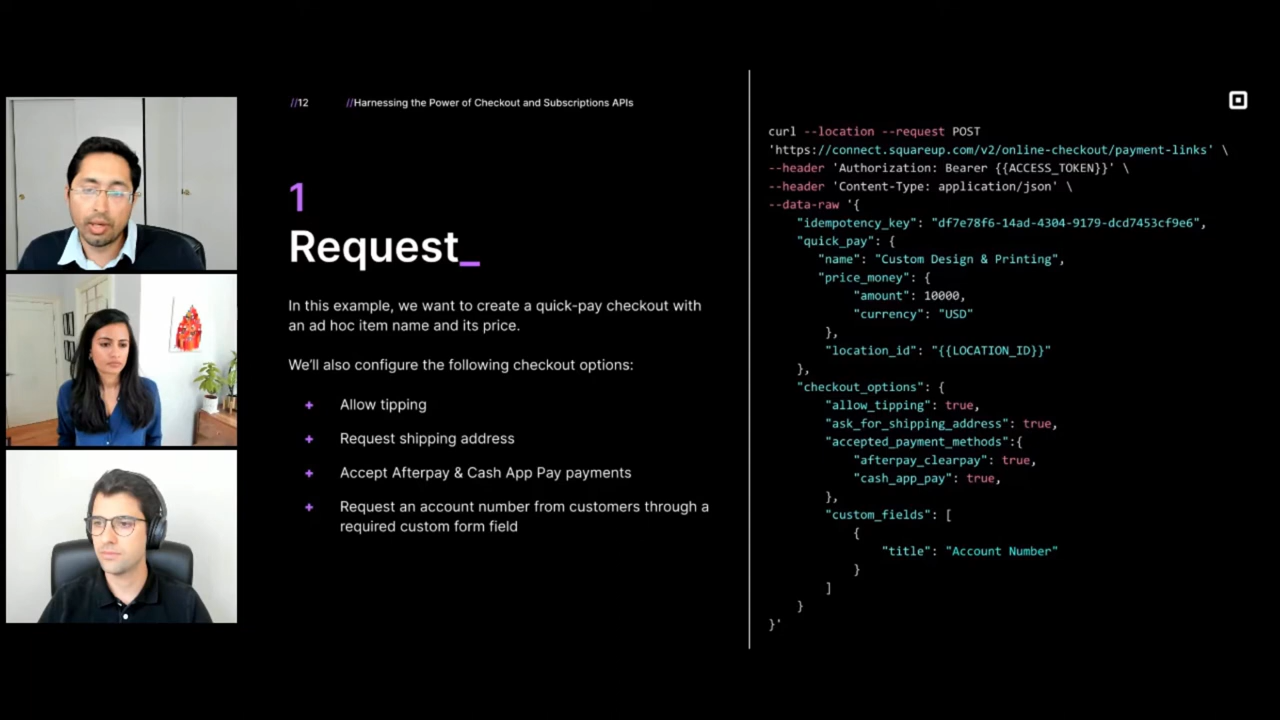 //12 //Harnessing the Power of Checkout and Subscriptions APIs
1
Request_
In this example, we want to create a quick-pay checkout with
an ad hoc item name and its price.
We'll also configure the following checkout options:
+ Allow tipping
+ Request shipping address
+ Accept Afterpay & Cash App Pay payments
+ Request an account number from customers through a
required custom form field
curl --location --request POST
'https://connect.squareup.com/v2/online-checkout/payment-links' \
--header 'Authorization: Bearer {{ACCESS_TOKEN}}' \
--header 'Content-Type: application/json' \
--data-raw '{
"idempotency_key": "df7e78f6-14ad-4304-9179-dcd7453cf9e6",
"quick_pay": {
"name": "Custom Design & Printing",
"price_money": {
"amount": 10000,
"currency": "USD"
},
"location_id": "{{LOCATION_ID}}"
},
"checkout_options": {
"allow_tipping": true,
"ask_for_shipping_address": true,
"accepted_payment_methods":{
"afterpay_clearpay": true,
"cash_app_pay": true,
},
"custom_fields": [
{
"title": "Account Number"
}
]
}
}'